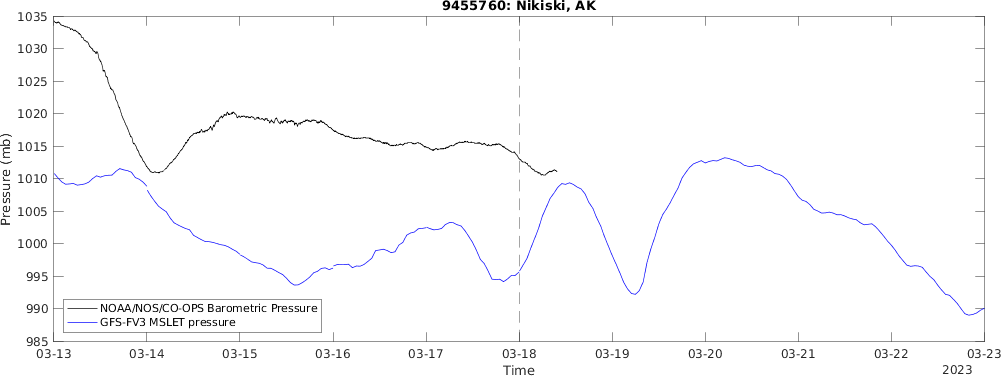 9455760: Nikiski, AK
Pressure (mb)
1035
1030
1025
1020
1015
1010
1005
1000
995
990
985
NOAA/NOS/CO-OPS Barometric Pressure
GFS-FV3 MSLET pressure
03-13 03-14 03-15 03-16 03-17 03-18 03-19 03-20 03-21 03-22 03-23
Time
2023